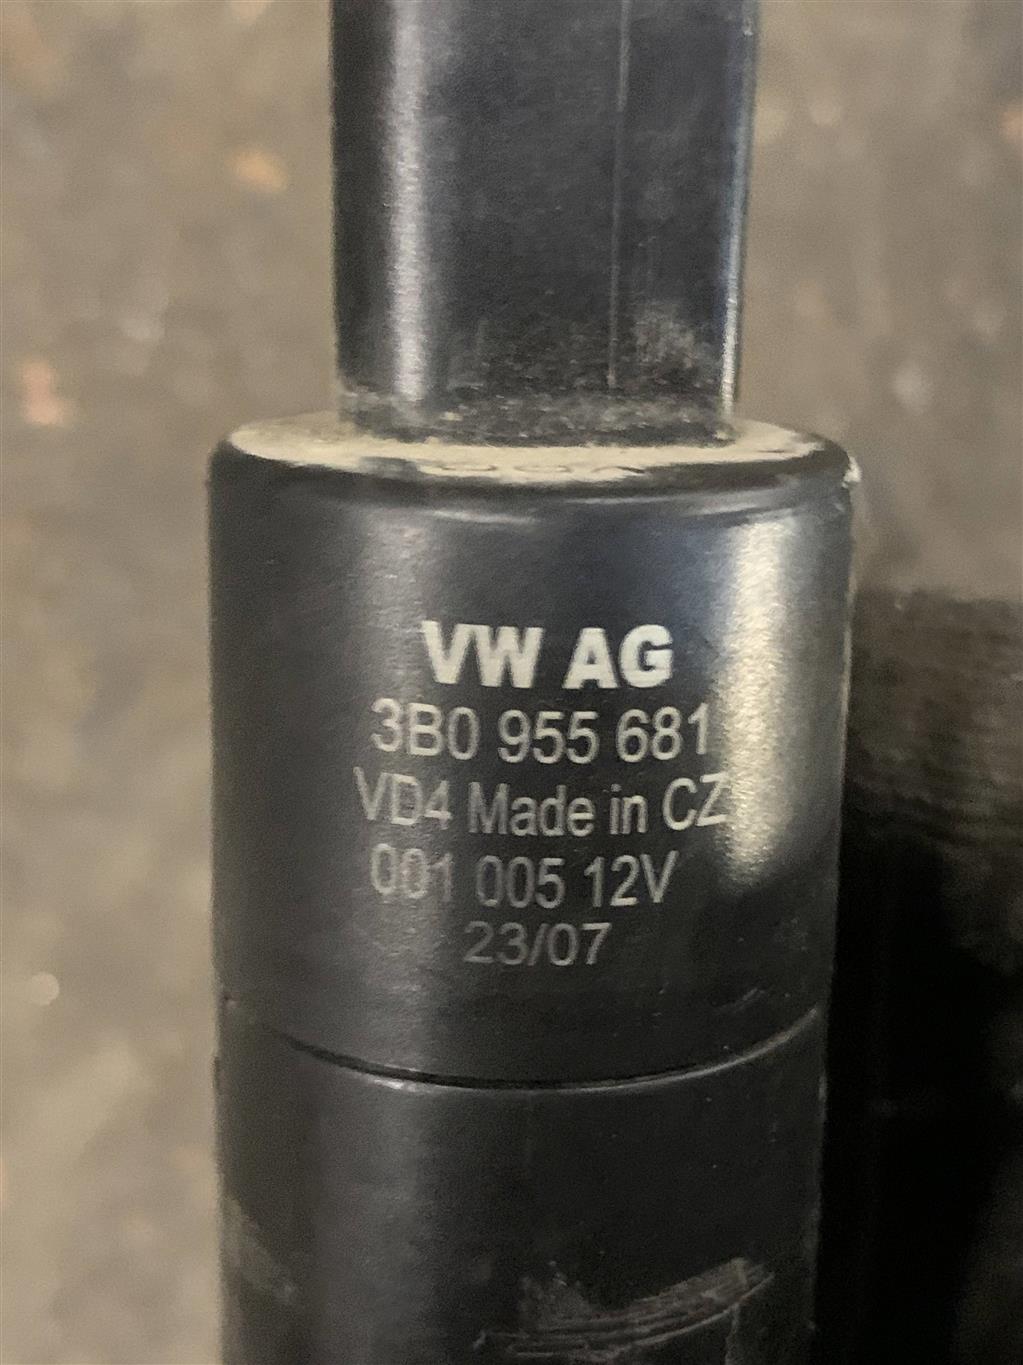 VW AG
3B0 955 681
VD4 Made in CZ
001 005 12V
23/07